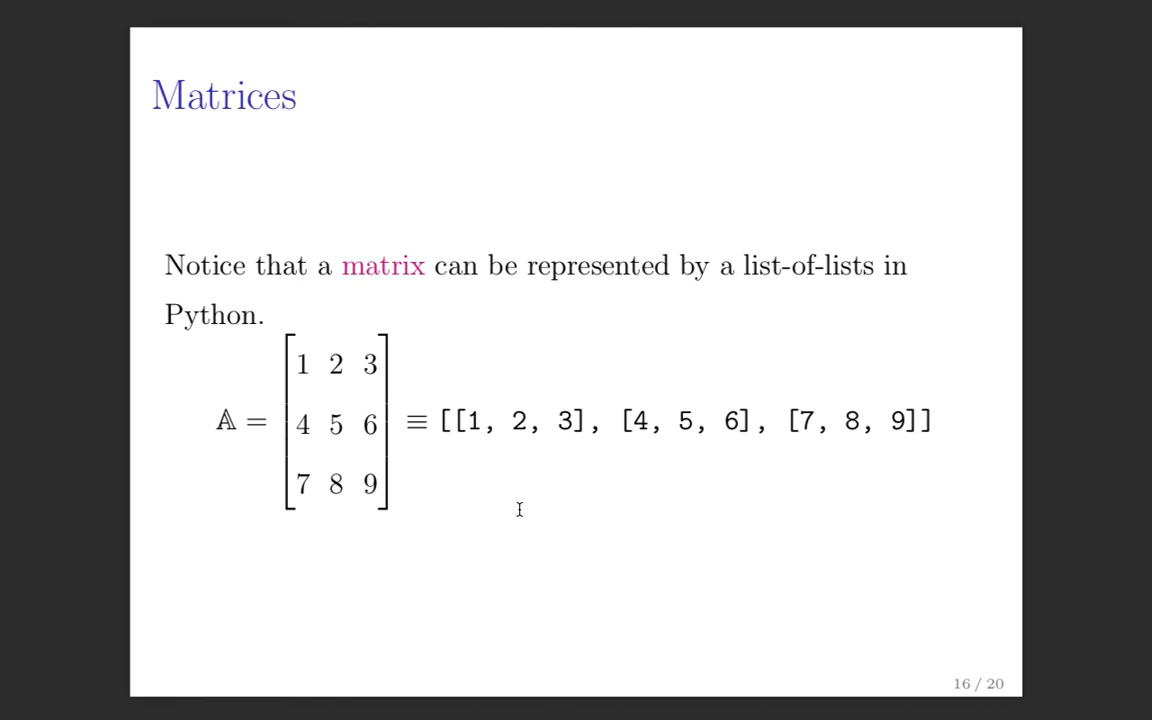 Matrices
Notice that a matrix can be represented by a list-of-lists in
Python.
1 2 3
𝔸 = 4 5 6 ≡ [[1, 2, 3], [4, 5, 6], [7, 8, 9]]
7 8 9
16 / 20